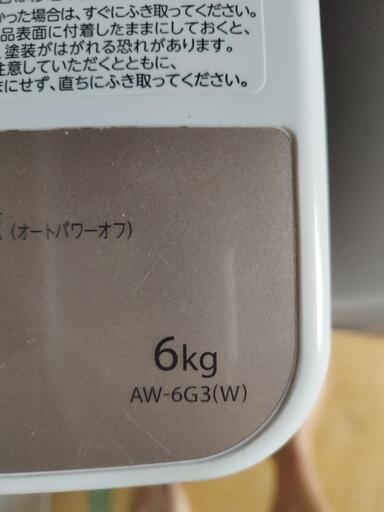 かった場合は、すぐにふき取ってください。
品表面に付着したままにしておくと、
塗装がはがれる恐れがあります。
注意していただくとともに、
まにせず、直ちにふき取ってください。
(オートパワーオフ)
6kg
AW-6G3(W)